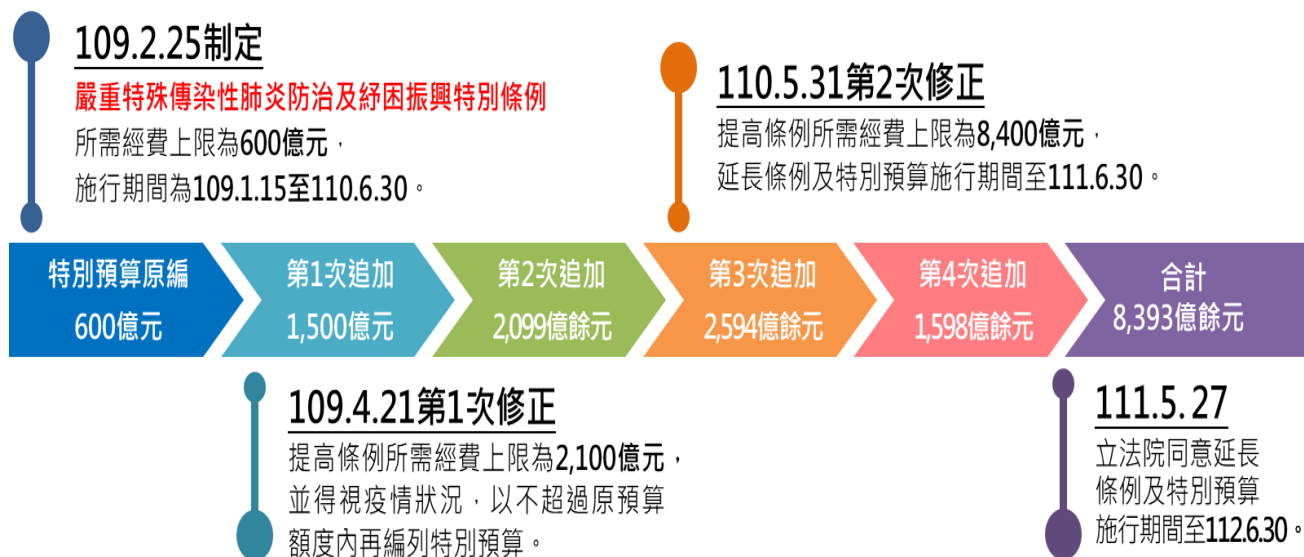 109.2.25制定
嚴重特殊傳染性肺炎防治及紓困振興特別條例
所需經費上限為600億元，
施行期間為109.1.15至110.6.30。
110.5.31第2次修正
提高條例所需經費上限為8,400億元，
延長條例及特別預算施行期間至111.6.30。
特別預算原編
600億元
第1次追加
1,500億元
第2次追加
2,099億餘元
第3次追加
2,594億餘元
第4次追加
1,598億餘元
合計
8,393億餘元
109.4.21第1次修正
提高條例所需經費上限為2,100億元，
並得視疫情狀況，以不超過原預算
額度內再編列特別預算。
111.5.27
立法院同意延長
條例及特別預算
施行期間至112.6.30。